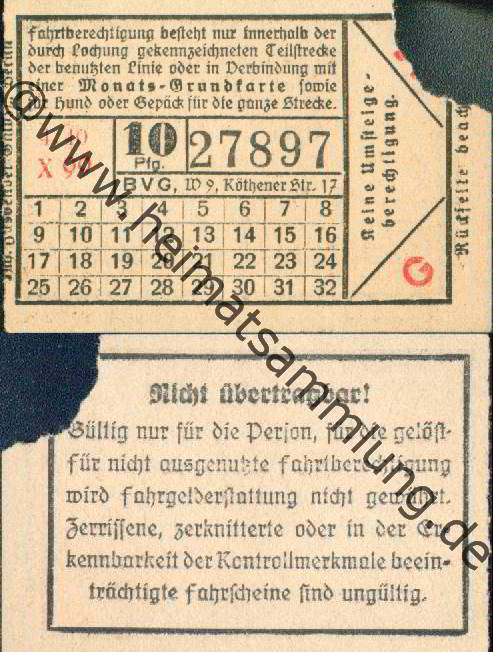 Fahrtberechtigung besteht nur innerhalb der
durch Lochung gekennzeichneten Teilstrecke
der benutzten Linie oder in Verbindung mit
einer Monats-Grundkarte sowie
für Hund oder Gepäck für die ganze Strecke.
X 9
10
Pfg.
27897
BVG, W 9, Köthener Str. 17
1 2 3 4 5 6 7 8
9 10 11 12 13 14 15 16
17 18 19 20 21 22 23 24
25 26 27 28 29 30 31 32
Keine Umsteige-
berechtigung.
G
Rückseite beach
@www.heimatsammlung.de
Nicht übertragbar!
Gültig nur für die Person, für die gelöst-
für nicht ausgenutzte Fahrtberechtigung
wird Fahrgelderstattung nicht gewährt.
Zerrissene, zerknitterte oder in der Er-
kennbarkeit der Kontrollmerkmale beein-
trächtigte Fahrscheine sind ungültig.